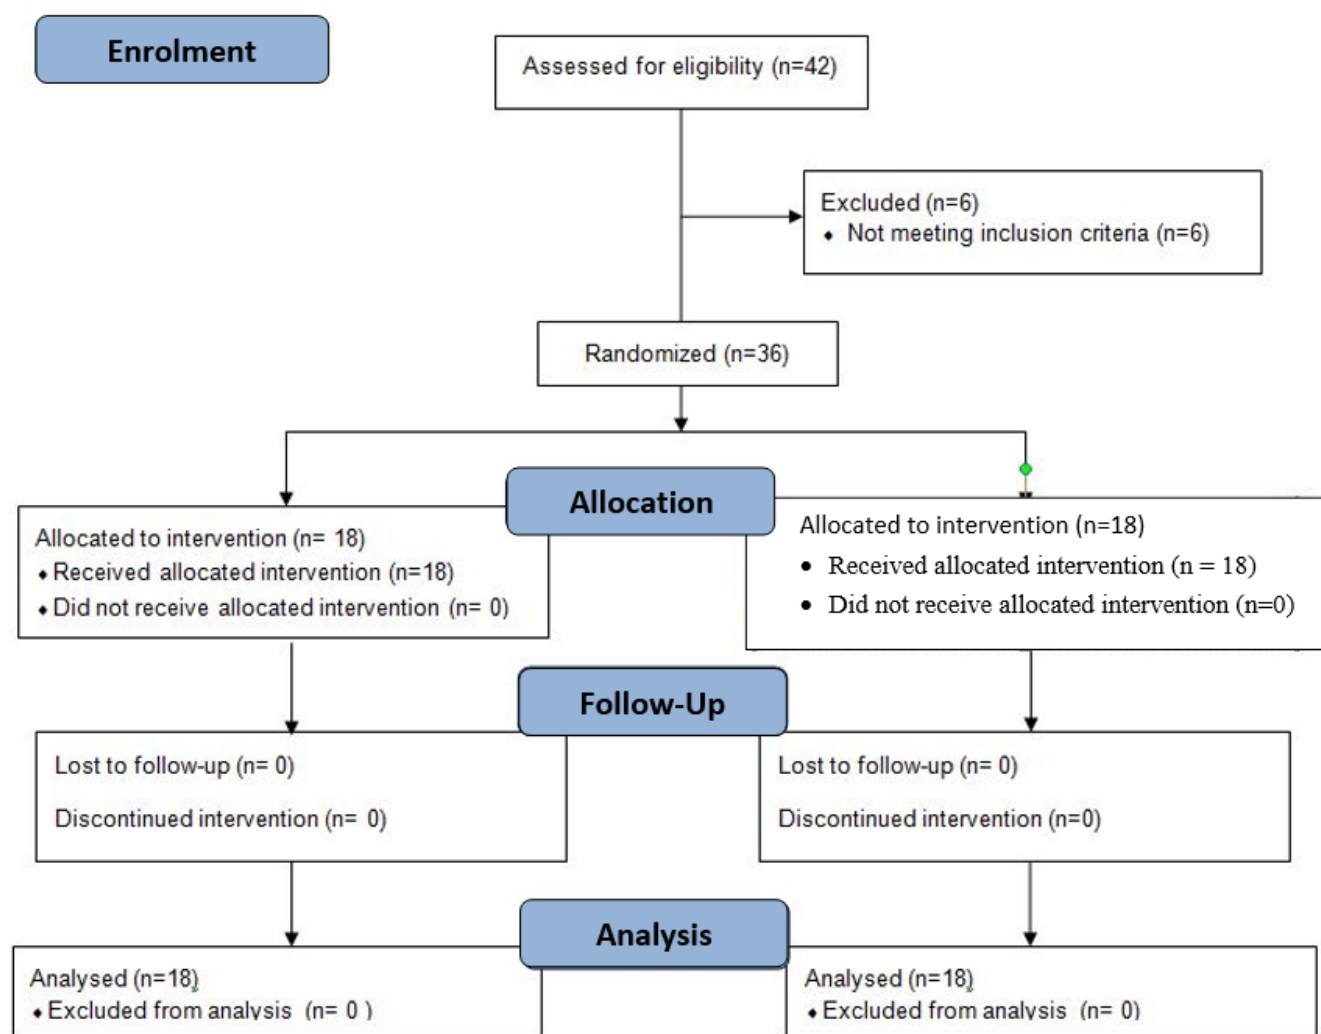 Enrolment
Assessed for eligibility (n=42)
Excluded (n=6)
⬧ Not meeting inclusion criteria (n=6)
Randomized (n=36)
Allocation
Allocated to intervention (n= 18)
⬧ Received allocated intervention (n=18)
⬧ Did not receive allocated intervention (n= 0)
Allocated to intervention (n=18)
• Received allocated intervention (n = 18)
• Did not receive allocated intervention (n=0)
Follow-Up
Lost to follow-up (n= 0)
Discontinued intervention (n= 0)
Lost to follow-up (n= 0)
Discontinued intervention (n=0)
Analysis
Analysed (n=18)
⬧ Excluded from analysis (n= 0 )
Analysed (n=18)
⬧ Excluded from analysis (n= 0)